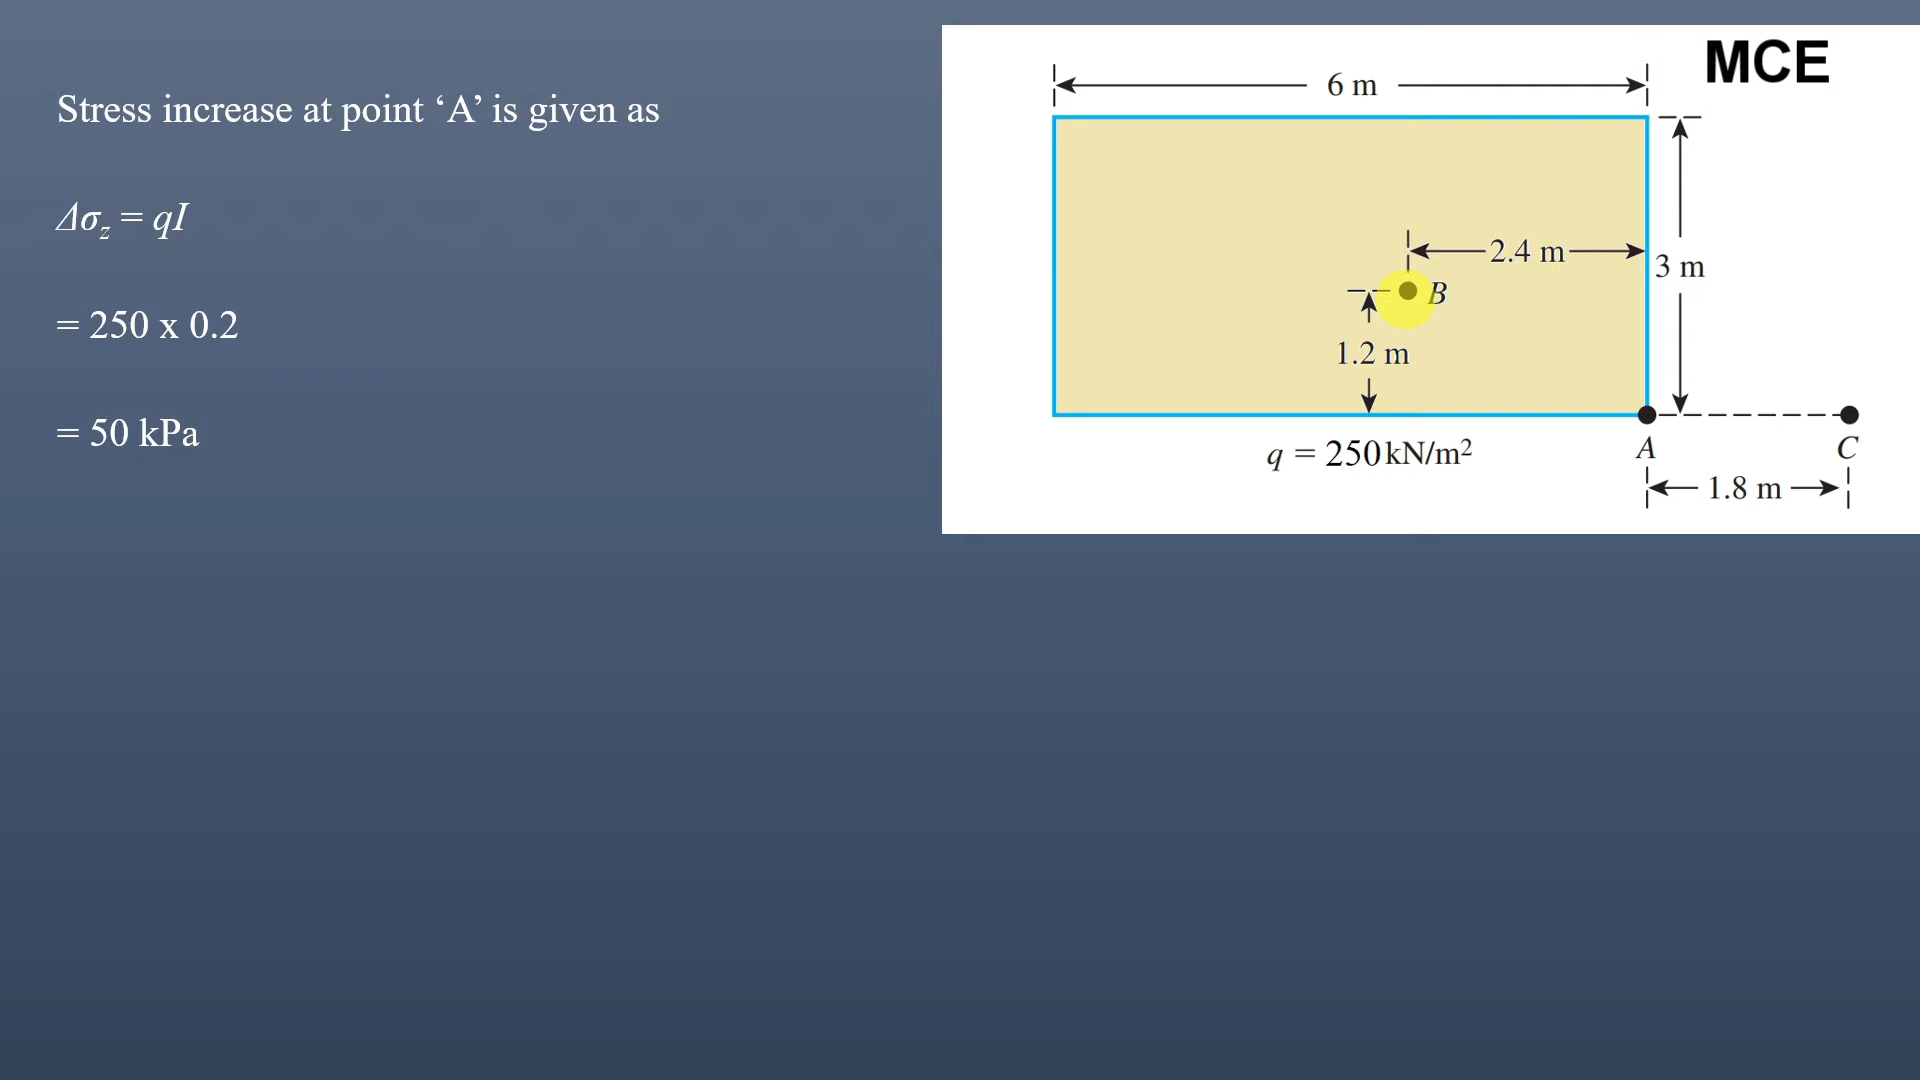 Stress increase at point ‘A’ is given as
Δσz = qI
= 250 x 0.2
= 50 kPa
MCE
6 m
2.4 m
3 m
B
1.2 m
A
C
q = 250 kN/m²
1.8 m